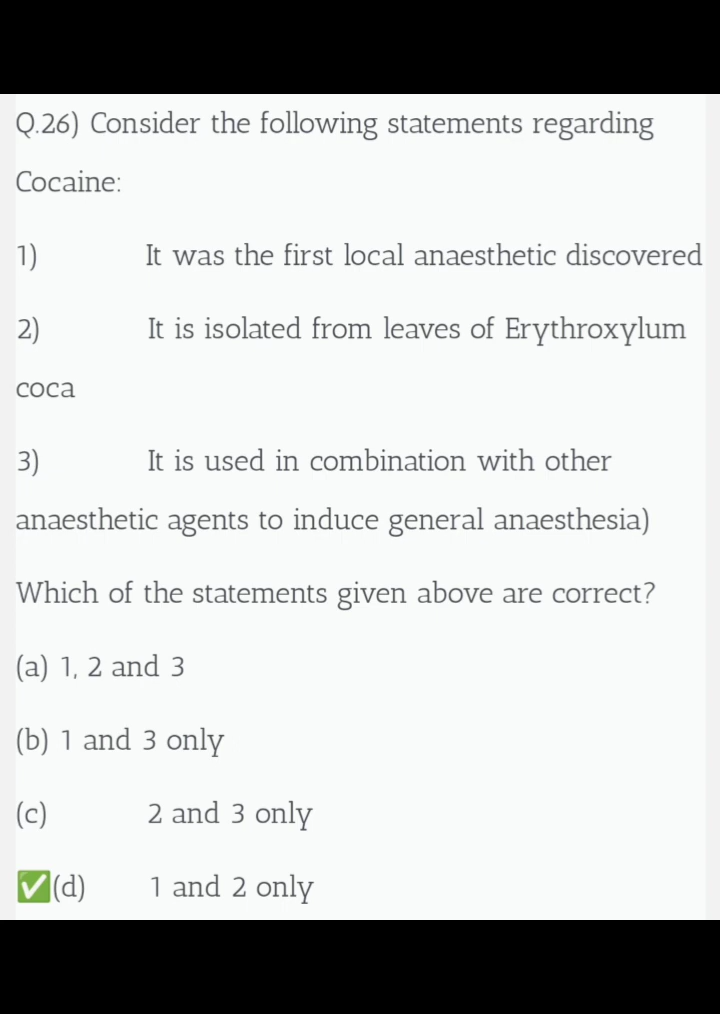 Q.26) Consider the following statements regarding
Cocaine:
1) It was the first local anaesthetic discovered
2) It is isolated from leaves of Erythroxylum
coca
3) It is used in combination with other
anaesthetic agents to induce general anaesthesia)
Which of the statements given above are correct?
(a) 1, 2 and 3
(b) 1 and 3 only
(c) 2 and 3 only
✅(d) 1 and 2 only